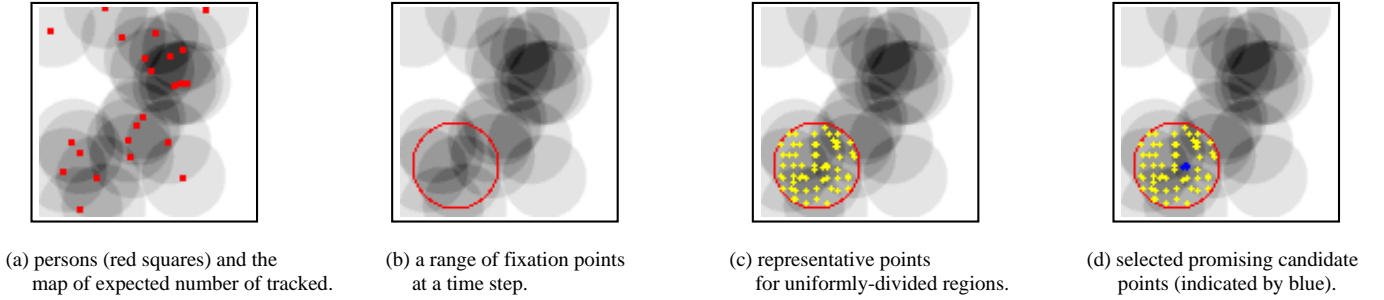 (a) persons (red squares) and the
map of expected number of tracked.
(b) a range of fixation points
at a time step.
(c) representative points
for uniformly-divided regions.
(d) selected promising candidate
points (indicated by blue).